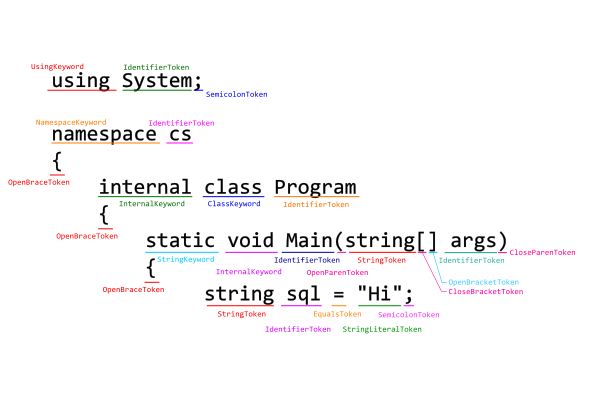 UsingKeyword IdentifierToken
using System;
SemicolonToken
NamespaceKeyword IdentifierToken
namespace cs
{
OpenBraceToken
internal class Program
InternalKeyword ClassKeyword IdentifierToken
{
OpenBraceToken
static void Main(string[] args)
StringKeyword IdentifierToken StringToken IdentifierToken CloseParenToken
{
InternalKeyword OpenParenToken
OpenBracketToken
OpenBraceToken
CloseBracketToken
string sql = "Hi";
StringToken EqualsToken SemicolonToken
IdentifierToken StringLiteralToken